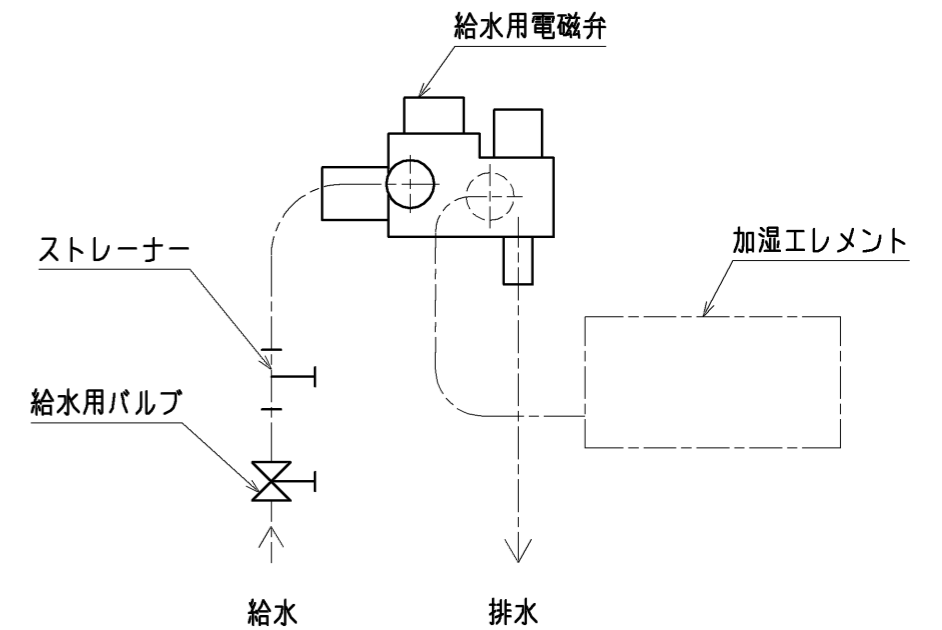 給水用電磁弁
加湿エレメント
ストレーナー
給水用バルブ
給水
排水